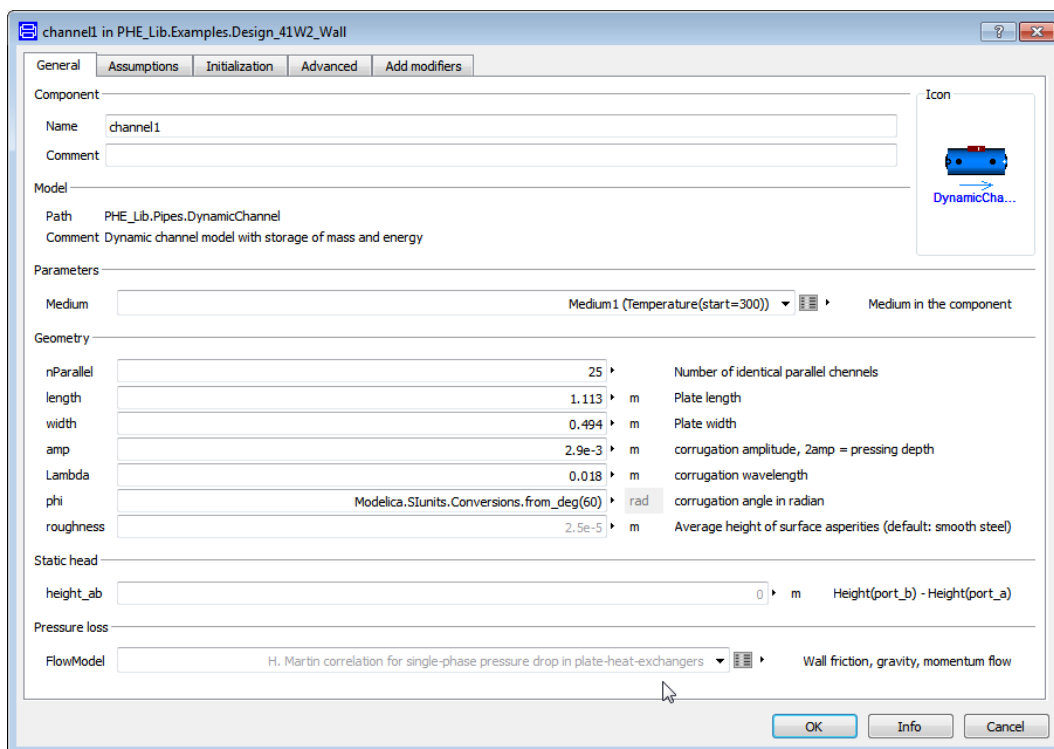 channel1 in PHE_Lib.Examples.Design_41W2_Wall
General Assumptions Initialization Advanced Add modifiers
Component
Icon
Name channel1
Comment
DynamicCha...
Model
Path PHE_Lib.Pipes.DynamicChannel
Comment Dynamic channel model with storage of mass and energy
Parameters
Medium Medium1 (Temperature(start=300)) Medium in the component
Geometry
nParallel 25 Number of identical parallel chennels
length 1.113 m Plate length
width 0.494 m Plate width
amp 2.9e-3 m corrugation amplitude, 2amp = pressing depth
Lambda 0.018 m corrugation wavelength
phi Modelica.SIunits.Conversions.from_deg(60) rad corrugation angle in radian
roughness 2.5e-5 m Average height of surface asperities (default: smooth steel)
Static head
height_ab 0 m Height(port_b) - Height(port_a)
Pressure loss
FlowModel H. Martin correlation for single-phase pressure drop in plate-heat-exchangers Wall friction, gravity, momentum flow
OK Info Cancel